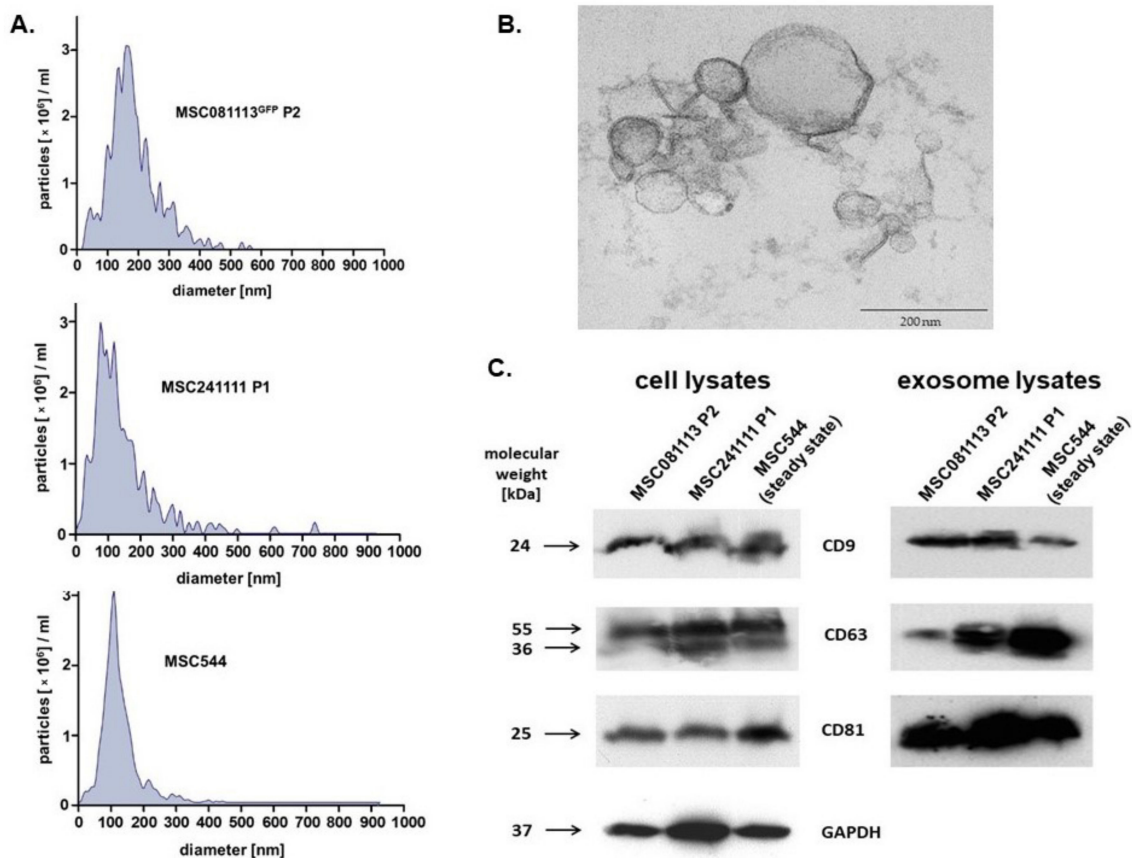 A.
particles [ × 10⁶] / ml
3
2
1
0
MSC081113ᴳᶠᴾ P2
0 100 200 300 400 500 600 700 800 900 1000
diameter [nm]
particles [ × 10⁶] / ml
3
2
1
0
MSC241111 P1
0 100 200 300 400 500 600 700 800 900 1000
diameter [nm]
particles [ × 10⁶] / ml
3
2
1
0
MSC544
0 100 200 300 400 500 600 700 800 900 1000
diameter [nm]
B.
200 nm
C.
cell lysates
exosome lysates
molecular
weight
[kDa]
MSC081113 P2
MSC241111 P1
MSC544
(steady state)
MSC081113 P2
MSC241111 P1
MSC544
(steady state)
24 → CD9
55 → CD63
36 →
25 → CD81
37 → GAPDH